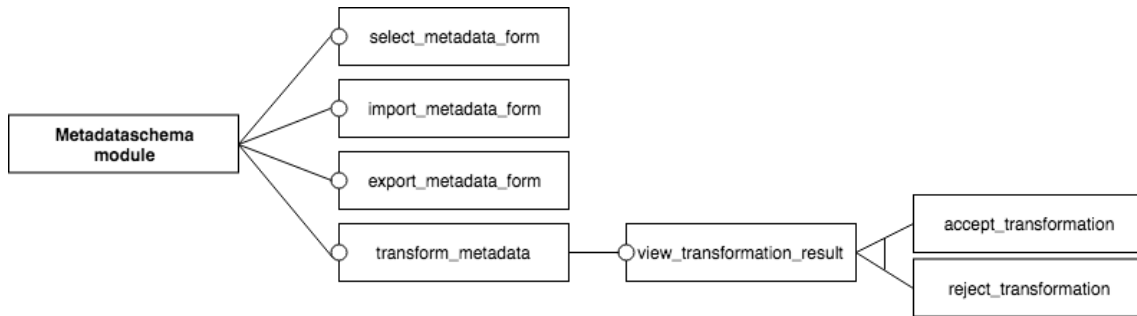 select_metadata_form
import_metadata_form
Metadataschema
module
export_metadata_form
transform_metadata
view_transformation_result
accept_transformation
reject_transformation